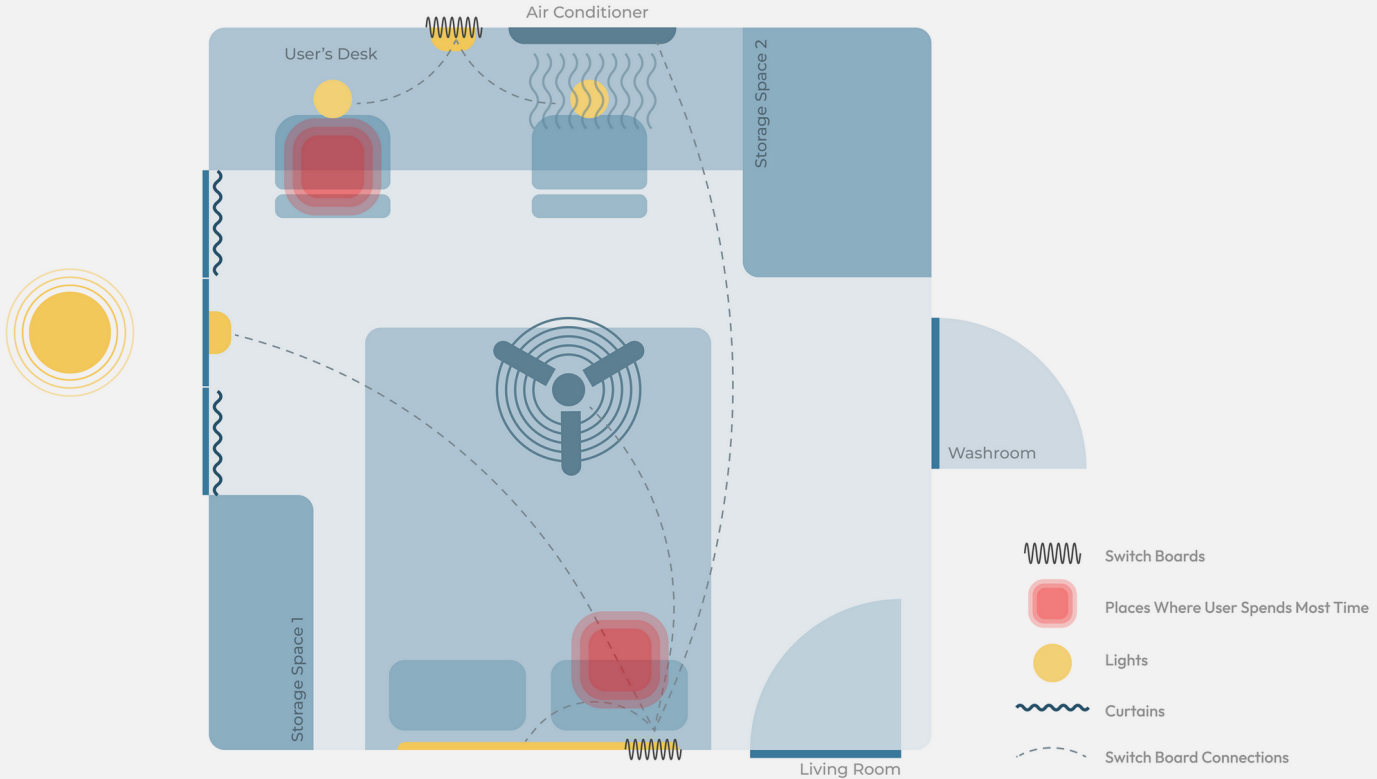 Air Conditioner
User's Desk
Storage Space 2
Washroom
Storage Space 1
Living Room
Switch Boards
Places Where User Spends Most Time
Lights
Curtains
Switch Board Connections